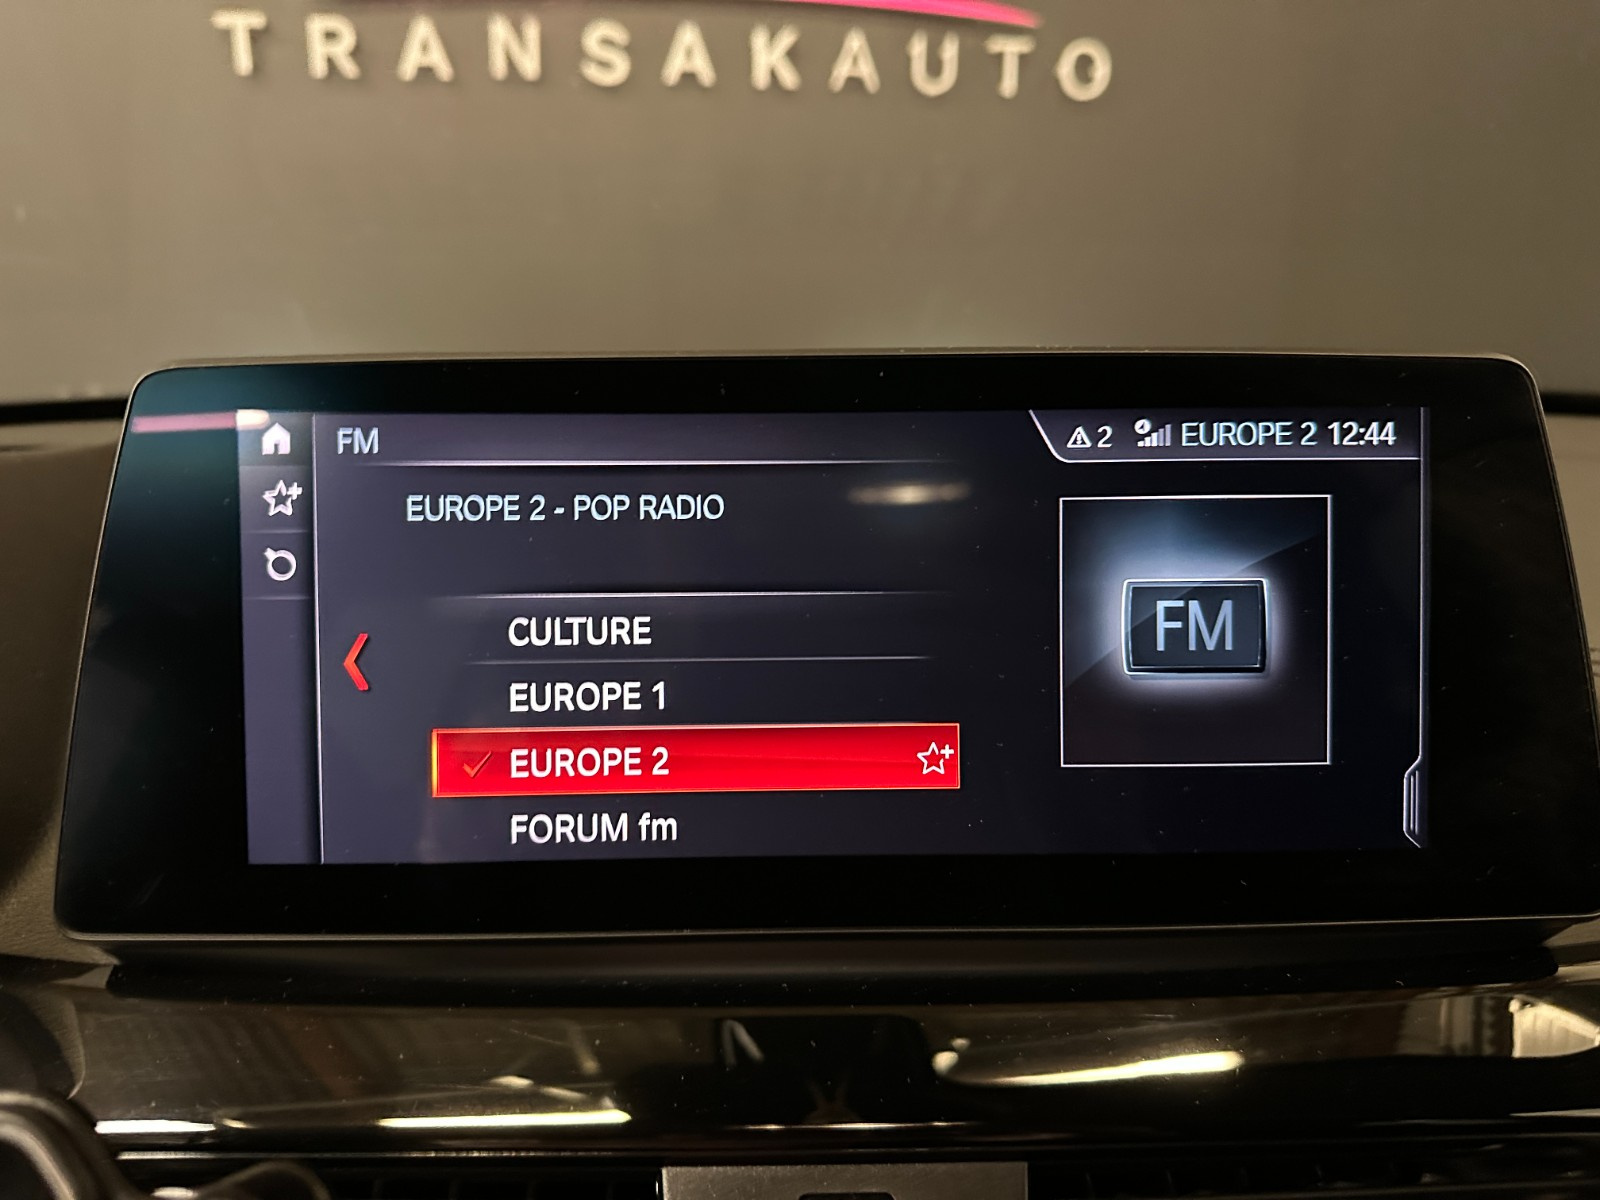 TRANSAKAUTO
FM
2 EUROPE 2 12:44
EUROPE 2 - POP RADIO
CULTURE
EUROPE 1
EUROPE 2
FORUM fm
FM